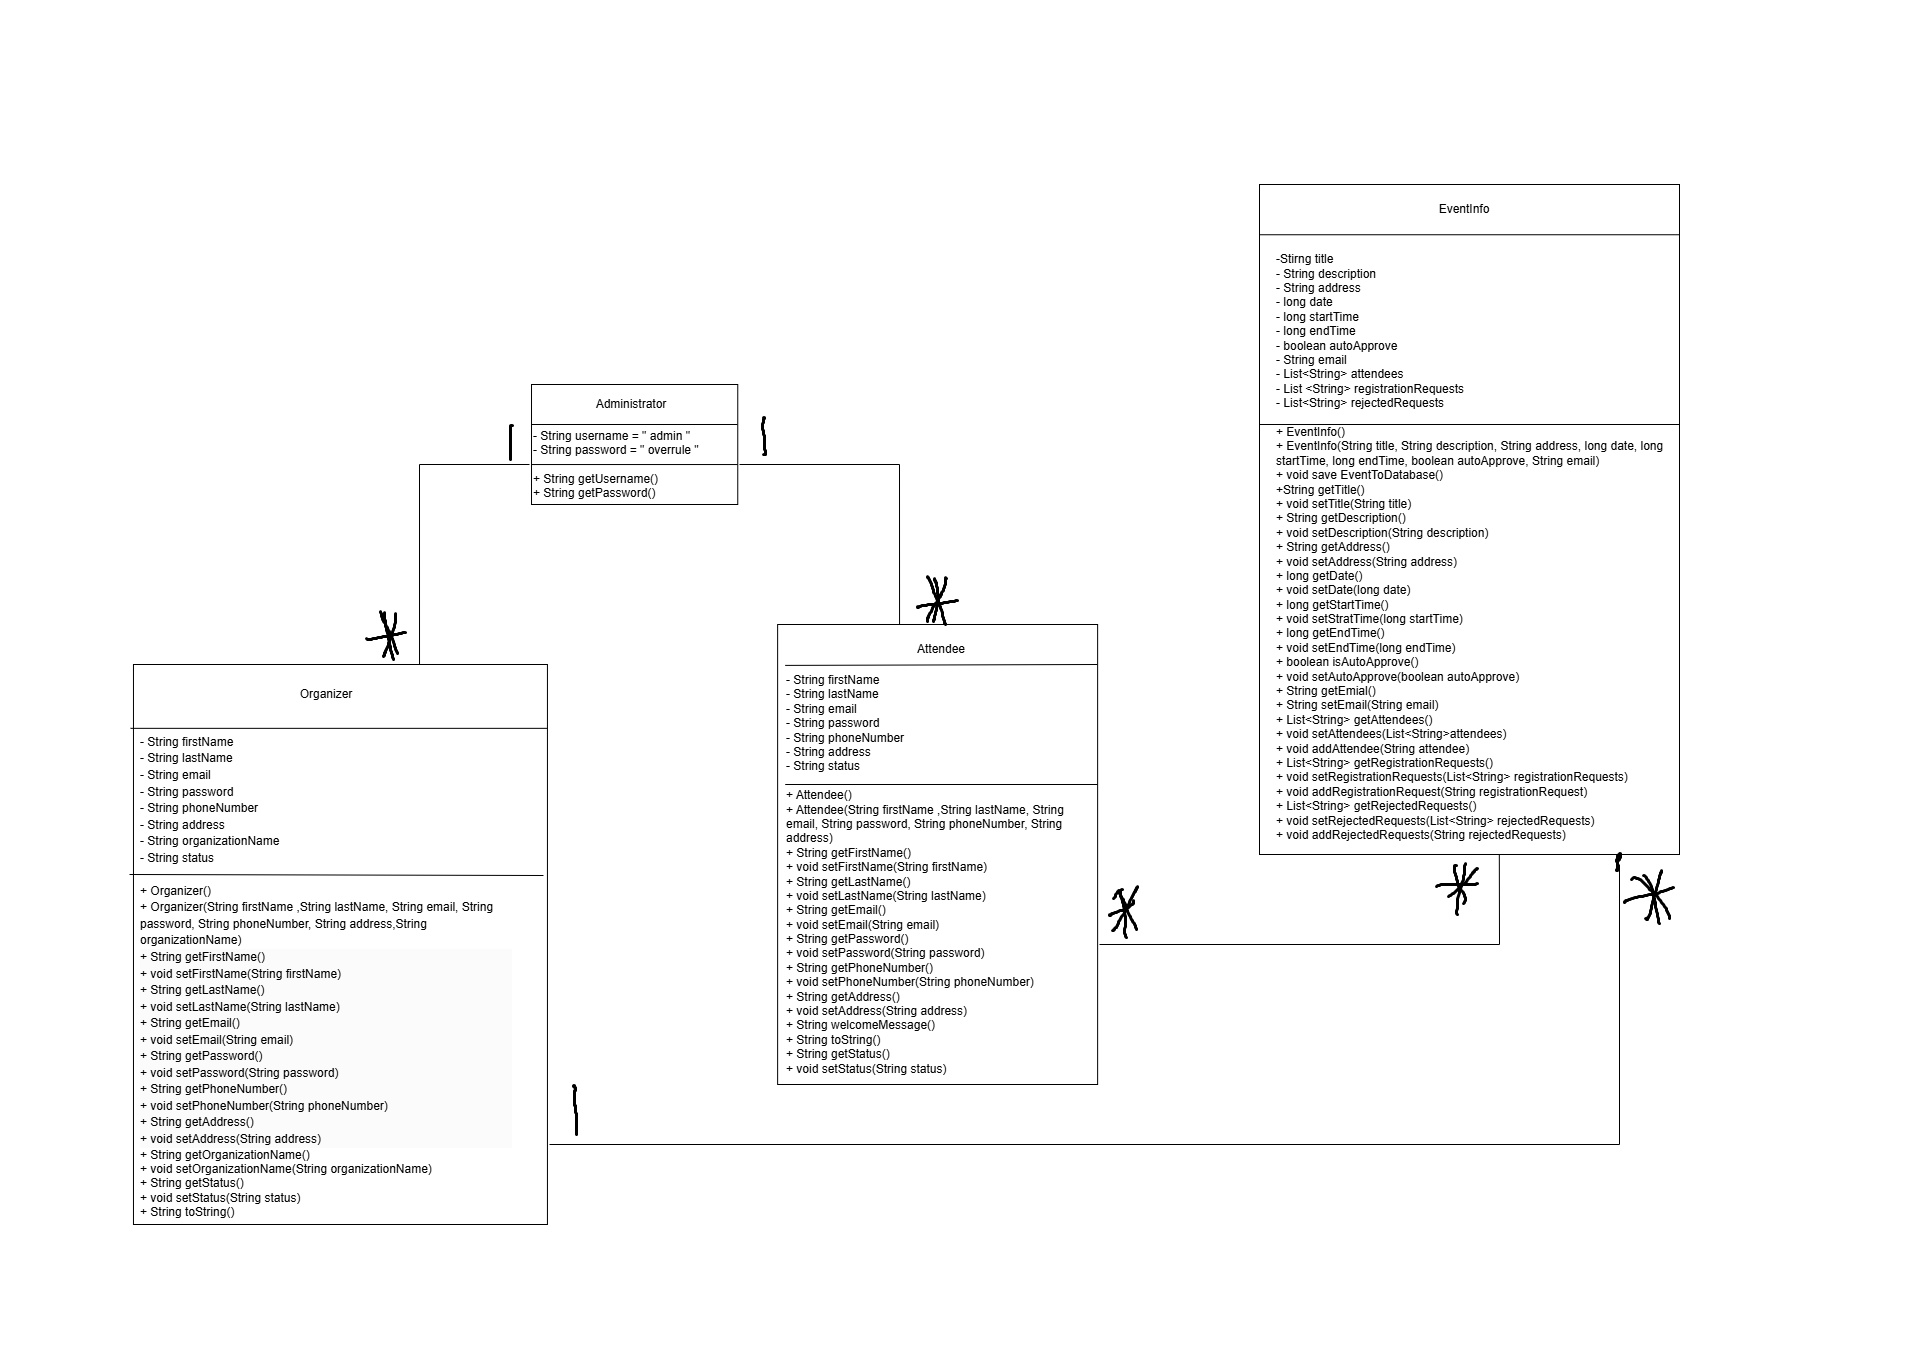 EventInfo
-Stirng title
- String description
- String address
- long date
- long startTime
- long endTime
- boolean autoApprove
- String email
- List<String> attendees
- List <String> registrationRequests
- List<String> rejectedRequests
+ EventInfo()
+ EventInfo(String title, String description, String address, long date, long
startTime, long endTime, boolean autoApprove, String email)
+ void save EventToDatabase()
+String getTitle()
+ void setTitle(String title)
+ String getDescription()
+ void setDescription(String description)
+ String getAddress()
+ void setAddress(String address)
+ long getDate()
+ void setDate(long date)
+ long getStartTime()
+ void setStratTime(long startTime)
+ long getEndTime()
+ void setEndTime(long endTime)
+ boolean isAutoApprove()
+ void setAutoApprove(boolean autoApprove)
+ String getEmial()
+ String setEmail(String email)
+ List<String> getAttendees()
+ void setAttendees(List<String>attendees)
+ void addAttendee(String attendee)
+ List<String> getRegistrationRequests()
+ void setRegistrationRequests(List<String> registrationRequests)
+ void addRegistrationRequest(String registrationRequest)
+ List<String> getRejectedRequests()
+ void setRejectedRequests(List<String> rejectedRequests)
+ void addRejectedRequests(String rejectedRequests)
* *
Administrator
1 1
- String username = " admin "
- String password = " overrule "
+ String getUsername()
+ String getPassword()
* *
Attendee
- String firstName
- String lastName
- String email
- String password
- String phoneNumber
- String address
- String status
+ Attendee()
+ Attendee(String firstName ,String lastName, String
email, String password, String phoneNumber, String
address)
+ String getFirstName()
+ void setFirstName(String firstName)
+ String getLastName()
+ void setLastName(String lastName)
+ String getEmail()
+ void setEmail(String email)
+ String getPassword()
+ void setPassword(String password)
+ String getPhoneNumber()
+ void setPhoneNumber(String phoneNumber)
+ String getAddress()
+ void setAddress(String address)
+ String welcomeMessage()
+ String toString()
+ String getStatus()
+ void setStatus(String status)
*
Organizer
- String firstName
- String lastName
- String email
- String password
- String phoneNumber
- String address
- String organizationName
- String status
+ Organizer()
+ Organizer(String firstName ,String lastName, String email, String
password, String phoneNumber, String address,String
organizationName)
+ String getFirstName()
+ void setFirstName(String firstName)
+ String getLastName()
+ void setLastName(String lastName)
+ String getEmail()
+ void setEmail(String email)
+ String getPassword()
+ void setPassword(String password)
+ String getPhoneNumber()
+ void setPhoneNumber(String phoneNumber)
+ String getAddress()
+ void setAddress(String address)
+ String getOrganizationName()
+ void setOrganizationName(String organizationName)
+ String getStatus()
+ void setStatus(String status)
+ String toString()
1